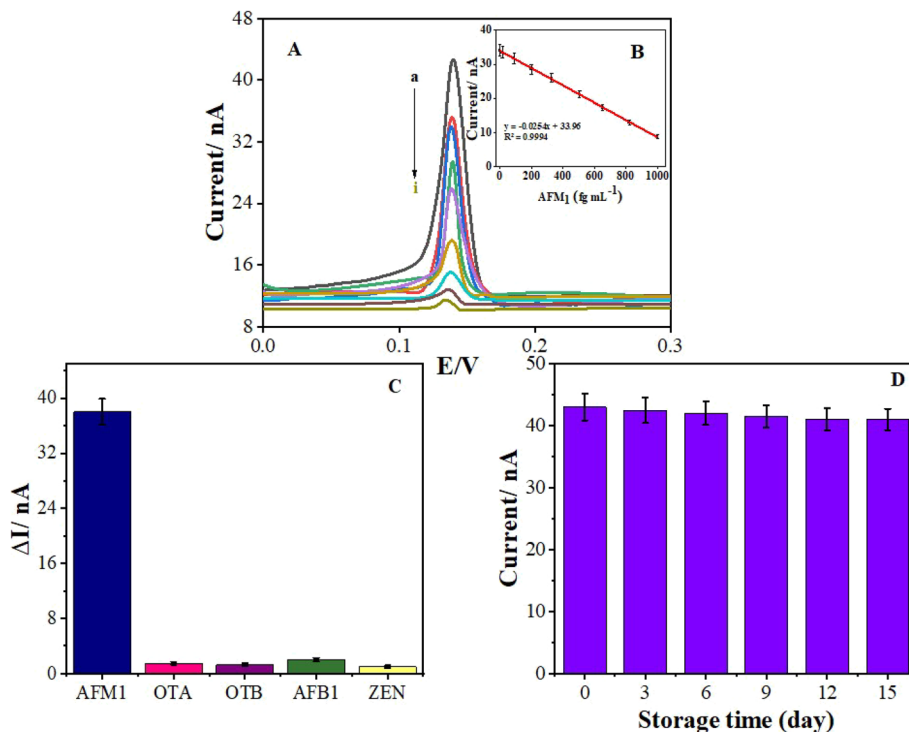 A
a
i
Current/ nA
48
40
32
24
16
8
0.0
0.1
0.2
0.3
E/V
B
Current/ nA
40
30
20
10
0
y = -0.0254x + 33.96
R² = 0.9994
0
200
400
600
800
1000
AFM₁ (fg mL⁻¹)
C
ΔI/ nA
40
32
24
16
8
0
AFM1
OTA
OTB
AFB1
ZEN
D
Current/ nA
50
40
30
20
10
0
0
3
6
9
12
15
Storage time (day)